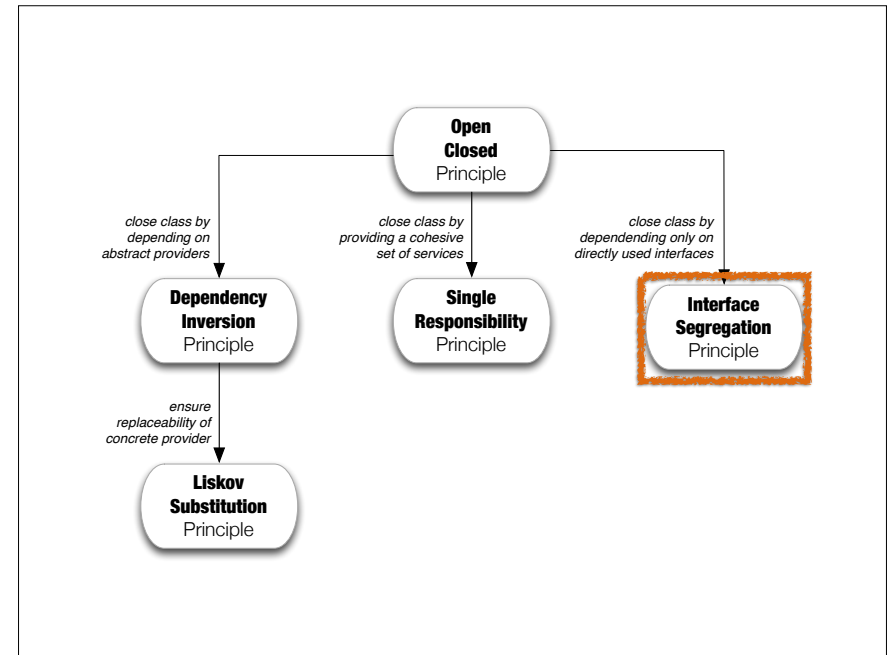 Open
Closed
Principle
close class by
depending on
abstract providers
close class by
providing a cohesive
set of services
close class by
dependending only on
directly used interfaces
Dependency
Inversion
Principle
Single
Responsibility
Principle
Interface
Segregation
Principle
ensure
replaceability of
concrete provider
Liskov
Substitution
Principle